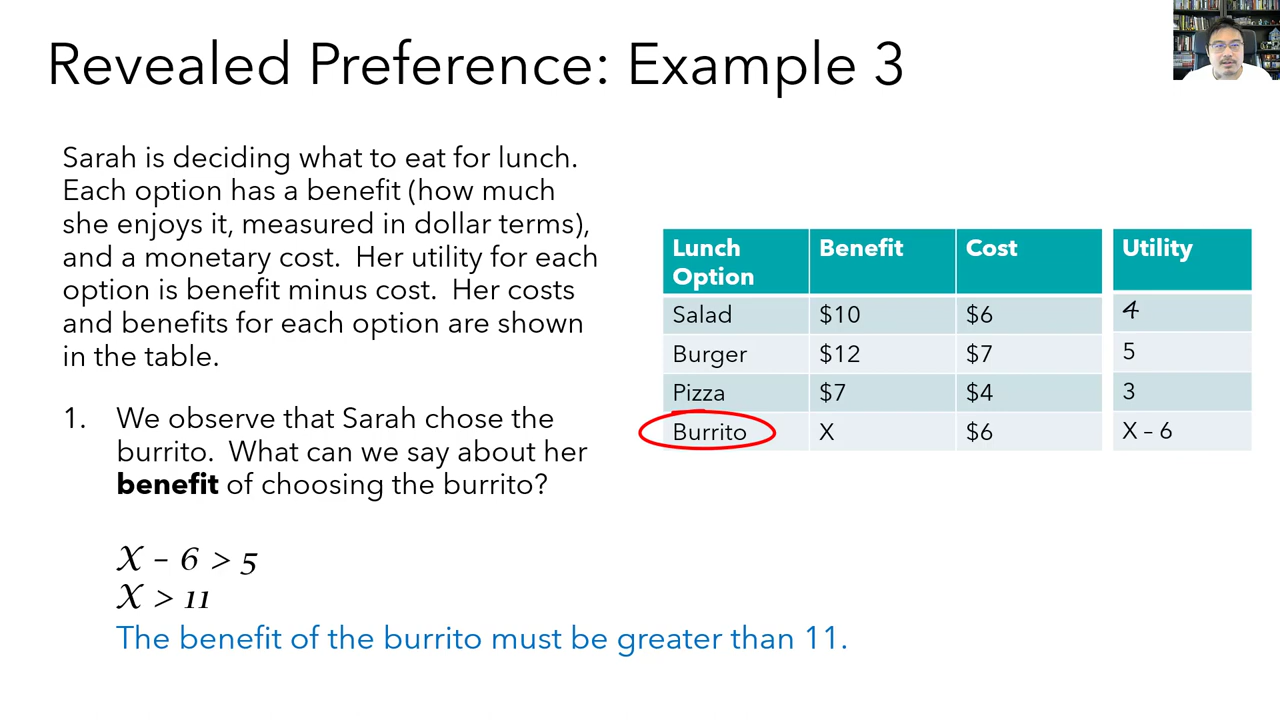 Revealed Preference: Example 3
Sarah is deciding what to eat for lunch.
Each option has a benefit (how much
she enjoys it, measured in dollar terms),
and a monetary cost.  Her utility for each
option is benefit minus cost.  Her costs
and benefits for each option are shown
in the table.
1. We observe that Sarah chose the
burrito.  What can we say about her
benefit of choosing the burrito?
X – 6 > 5
X > 11
The benefit of the burrito must be greater than 11.
Lunch Option Benefit Cost Utility
Salad $10 $6 4
Burger $12 $7 5
Pizza $7 $4 3
Burrito X $6 X – 6